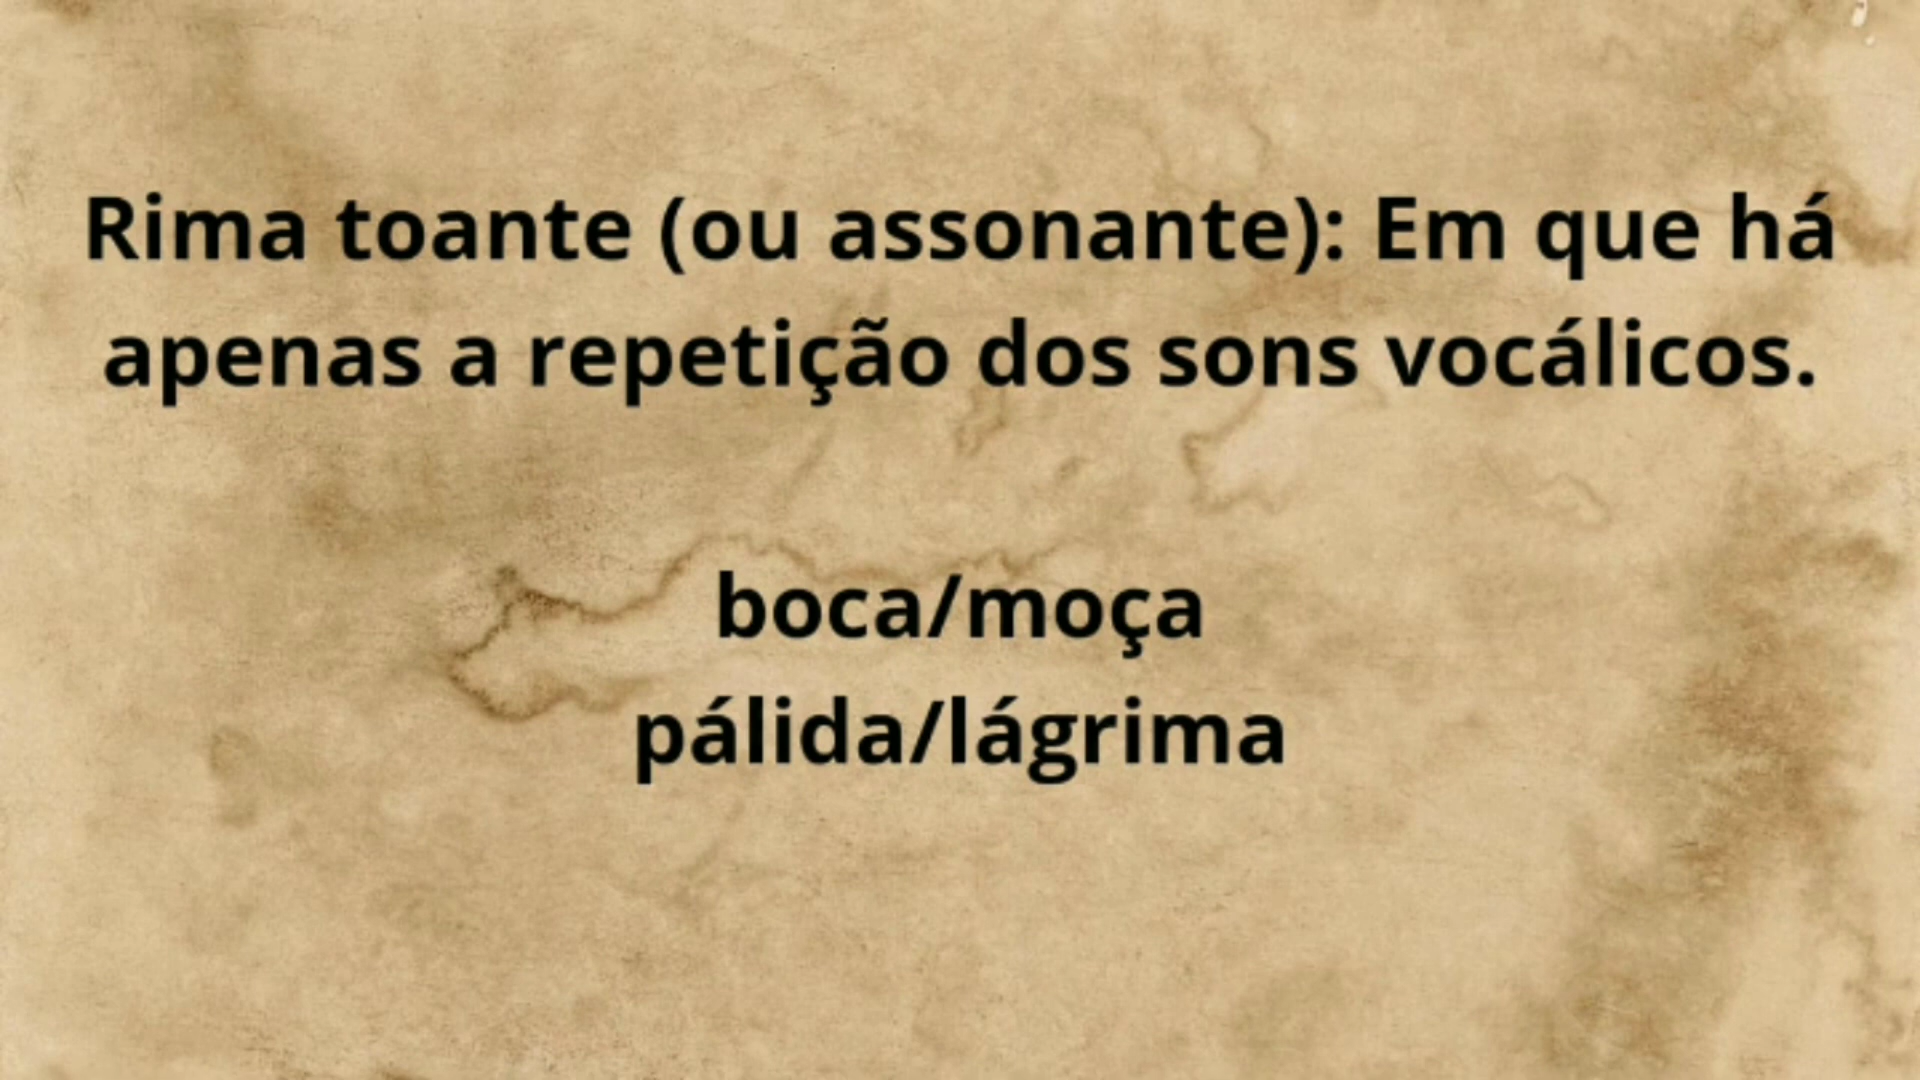 Rima toante (ou assonante): Em que há
apenas a repetição dos sons vocálicos.
boca/moça
pálida/lágrima